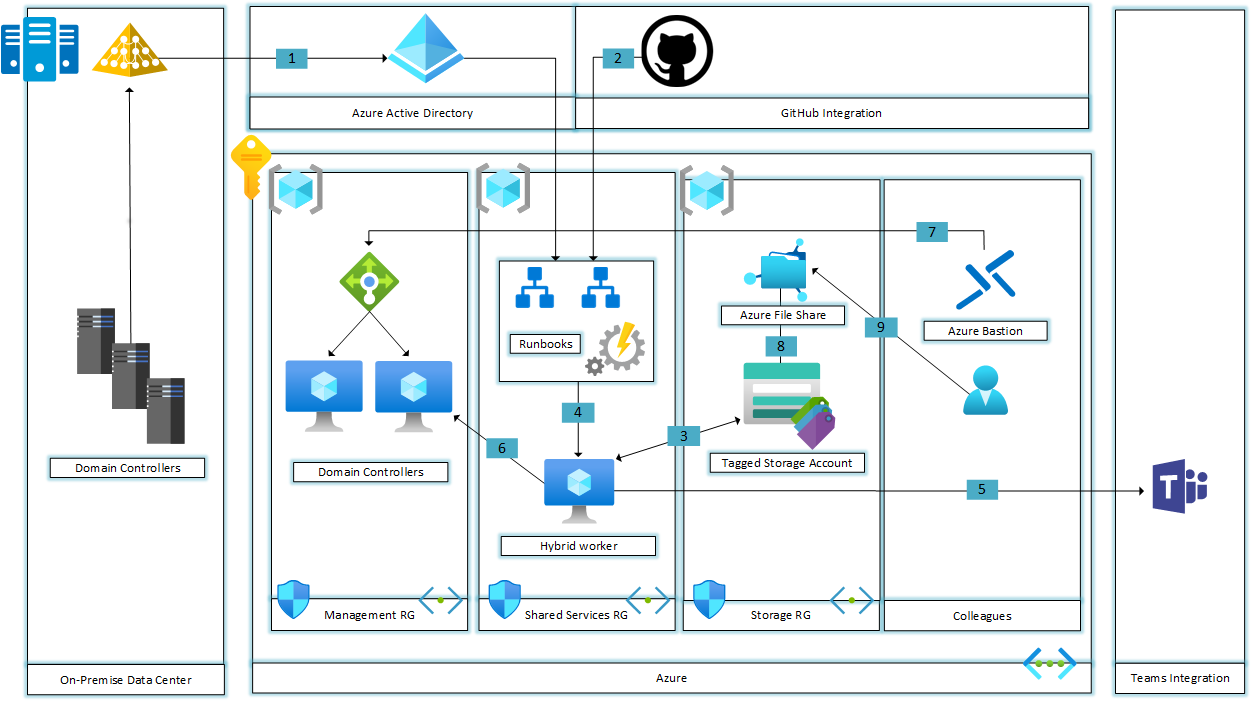 1
2
Azure Active Directory
GitHub Integration
7
Azure File Share
9
Azure Bastion
Runbooks
8
4
3
6
Domain Controllers
Domain Controllers
Tagged Storage Account
T
5
Hybrid worker
Management RG
Shared Services RG
Storage RG
Colleagues
On-Premise Data Center
Azure
Teams Integration